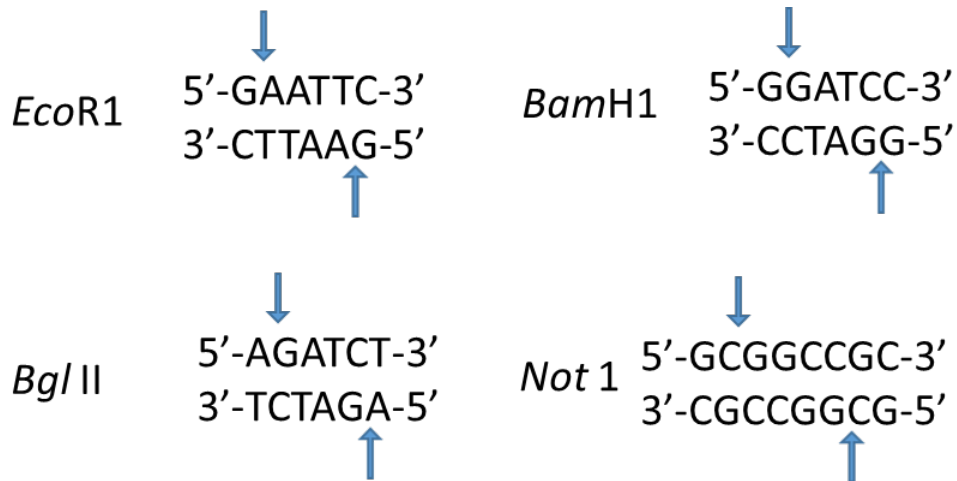 EcoR1
5’-GAATTC-3’
3’-CTTAAG-5’
BamH1
5’-GGATCC-3’
3’-CCTAGG-5’
Bgl II
5’-AGATCT-3’
3’-TCTAGA-5’
Not 1
5’-GCGGCCGC-3’
3’-CGCCGGCG-5’